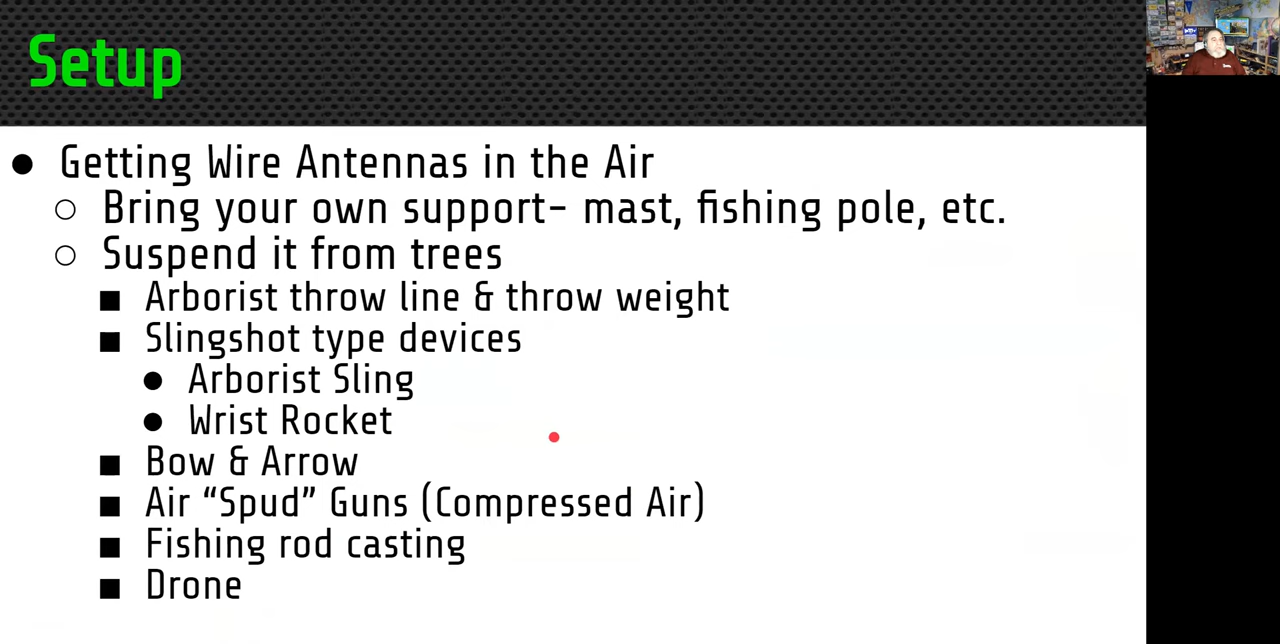 Setup
● Getting Wire Antennas in the Air
○ Bring your own support- mast, fishing pole, etc.
○ Suspend it from trees
■ Arborist throw line & throw weight
■ Slingshot type devices
● Arborist Sling
● Wrist Rocket
■ Bow & Arrow
■ Air “Spud” Guns (Compressed Air)
■ Fishing rod casting
■ Drone